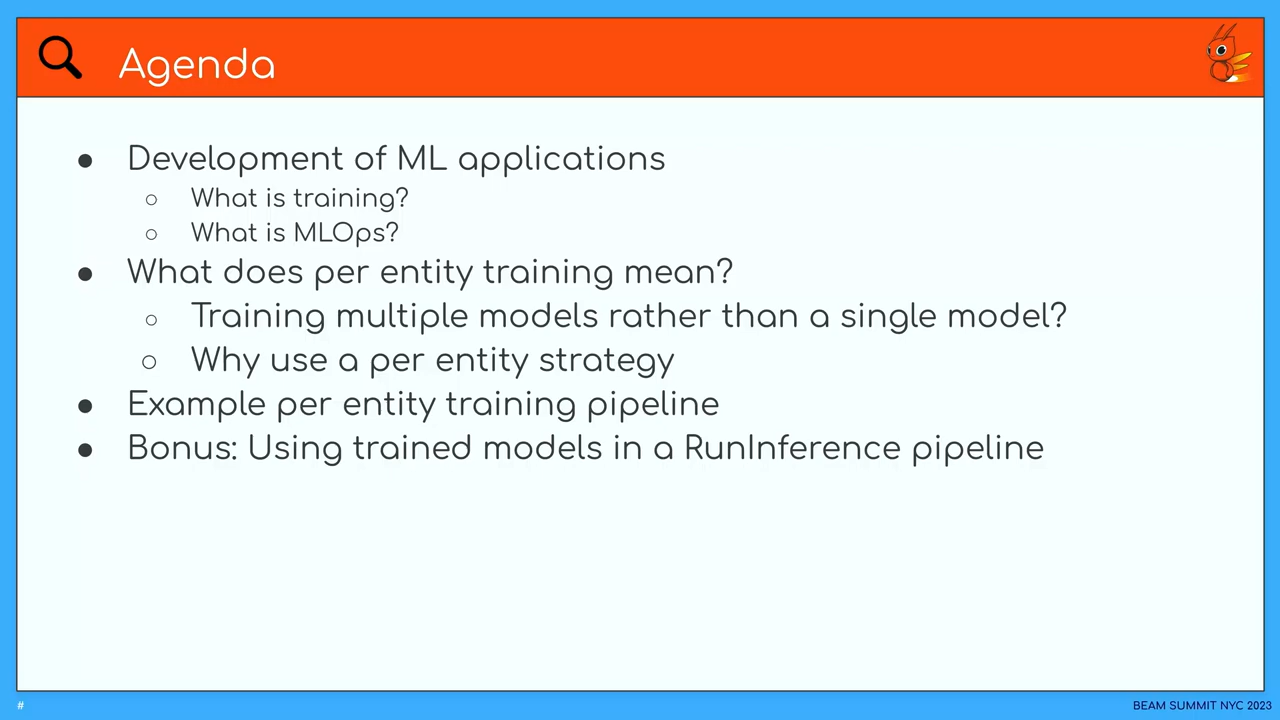 Agenda
● Development of ML applications
○ What is training?
○ What is MLOps?
● What does per entity training mean?
○ Training multiple models rather than a single model?
○ Why use a per entity strategy
● Example per entity training pipeline
● Bonus: Using trained models in a RunInference pipeline
#
BEAM SUMMIT NYC 2023